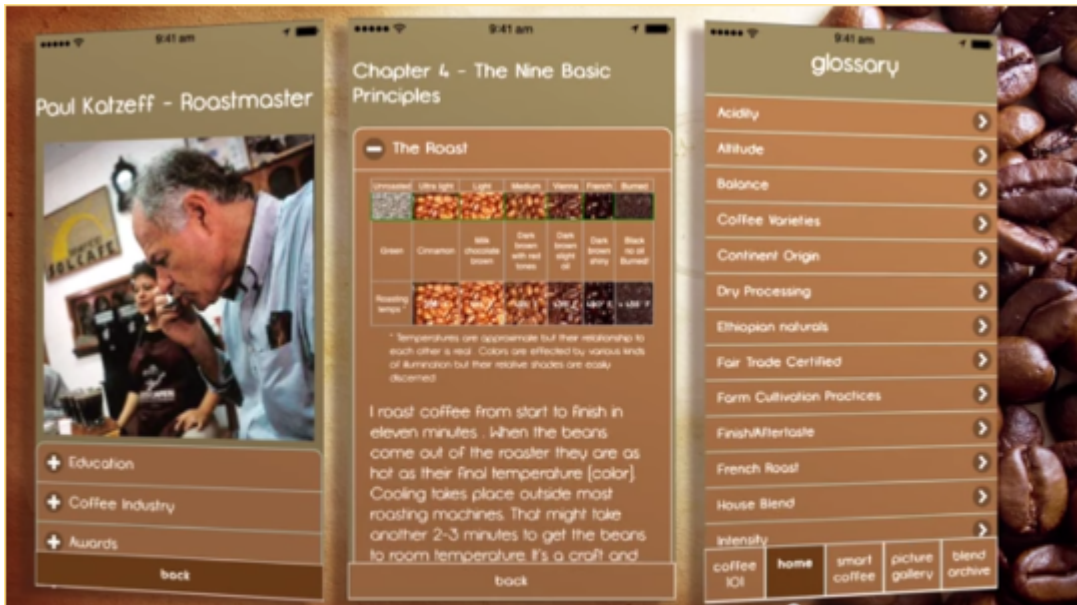 9:41 am
Paul Katzeff - Roastmaster
Education
Coffee Industry
Awards
back
9:41 am
Chapter 4 - The Nine Basic
Principles
The Roast
Unroasted Ultra light Light Medium Vienna French Burned
Green Cinnamon Milk chocolate brown Dark brown with red tones Dark brown slight oil Dark brown shiny Black no oil Burned!
Roasting temps *
* Temperatures are approximate but their relationship to
each other is real. Colors are effected by various kinds
of illumination but their relative shades are easily
discerned
I roast coffee from start to finish in
eleven minutes . When the beans
come out of the roaster they are as
hot as their final temperature (color).
Cooling takes place outside most
roasting machines. That might take
another 2-3 minutes to get the beans
to room temperature. It's a craft and
back
9:41 am
glossary
Acidity
Altitude
Balance
Coffee Varieties
Continent Origin
Dry Processing
Ethiopian naturals
Fair Trade Certified
Farm Cultivation Practices
Finish/Aftertaste
French Roast
House Blend
Intensity
coffee
101
home
smart
coffee
picture
gallery
blend
archive